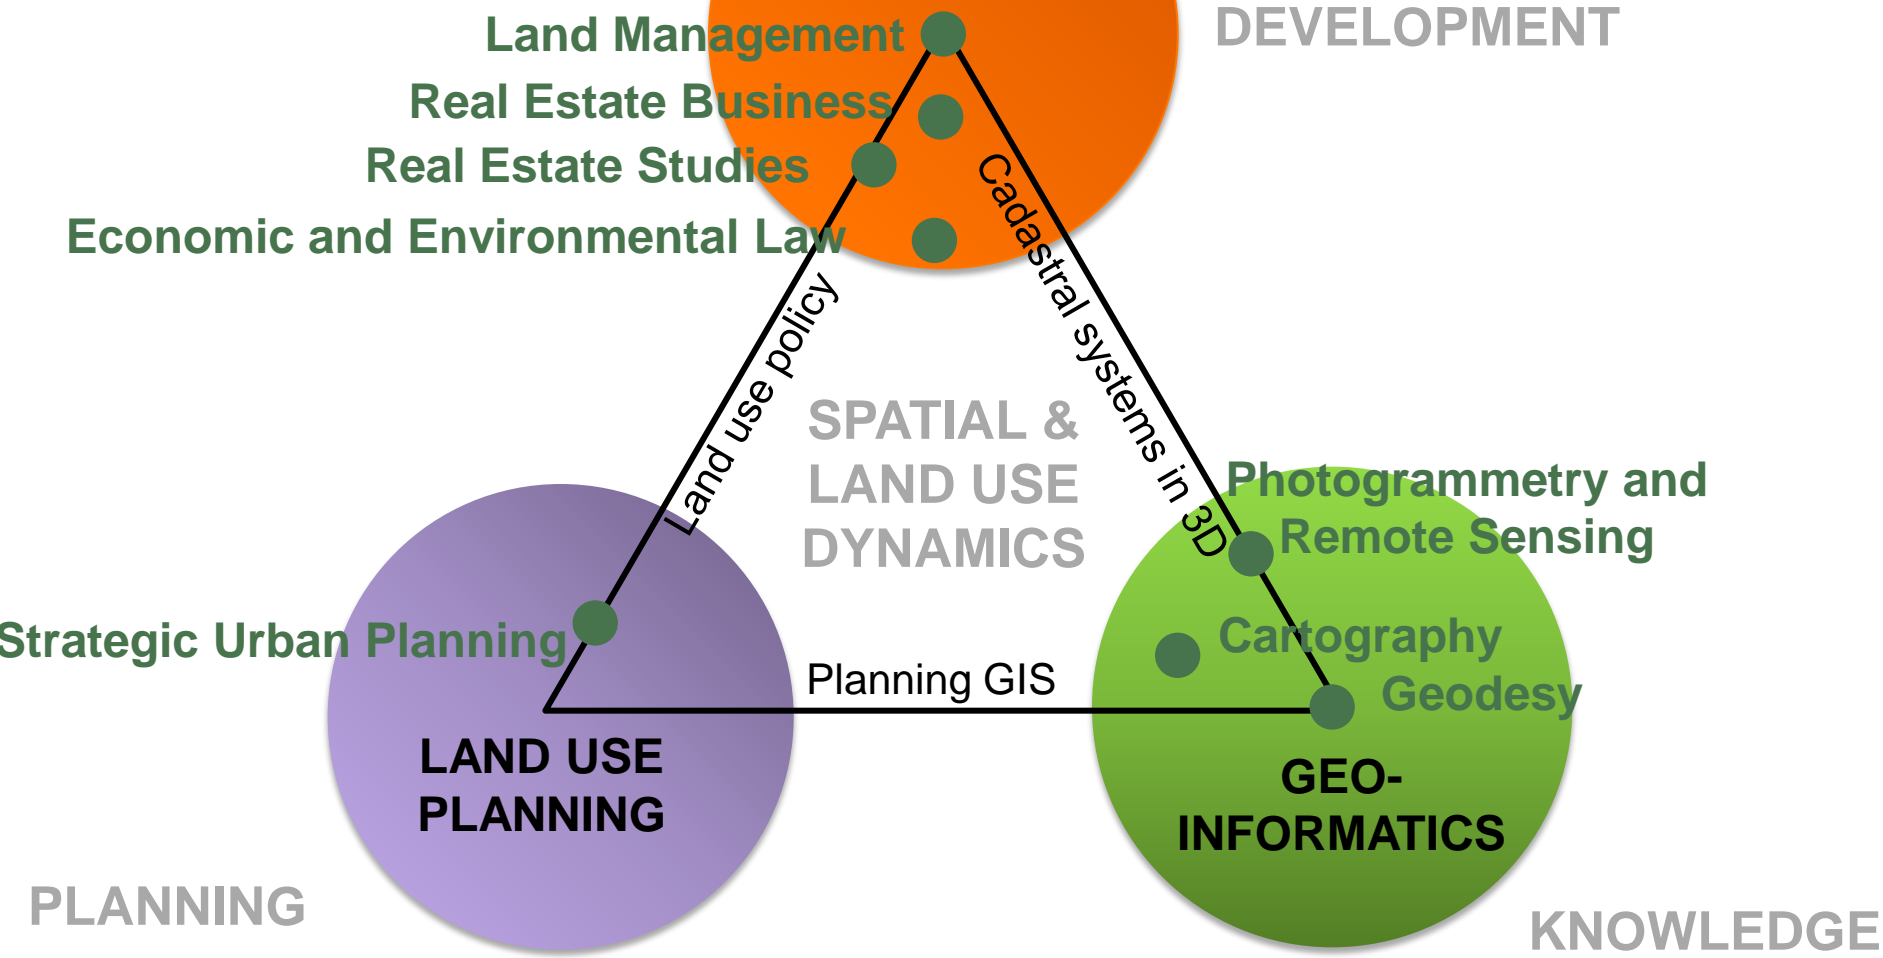 DEVELOPMENT
Land Management
Real Estate Business
Real Estate Studies
Economic and Environmental Law
Cadastral systems in 3D
Land use policy
SPATIAL &
LAND USE
DYNAMICS
Photogrammetry and
Remote Sensing
Strategic Urban Planning
Cartography
Planning GIS
Geodesy
LAND USE
PLANNING
GEO-
INFORMATICS
PLANNING
KNOWLEDGE